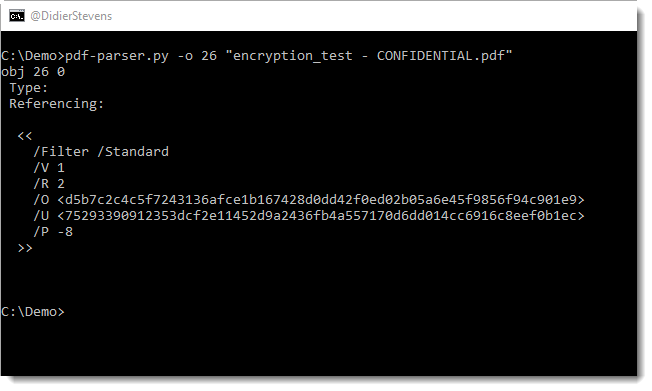 @DidierStevens
C:\Demo>pdf-parser.py -o 26 "encryption_test - CONFIDENTIAL.pdf"
obj 26 0
 Type:
 Referencing:
  <<
    /Filter /Standard
    /V 1
    /R 2
    /O <d5b7c2c4c5f7243136afce1b167428d0dd42f0ed02b05a6e45f9856f94c901e9>
    /U <75293390912353dcf2e11452d9a2436fb4a557170d6dd014cc6916c8eef0b1ec>
    /P -8
  >>
C:\Demo>